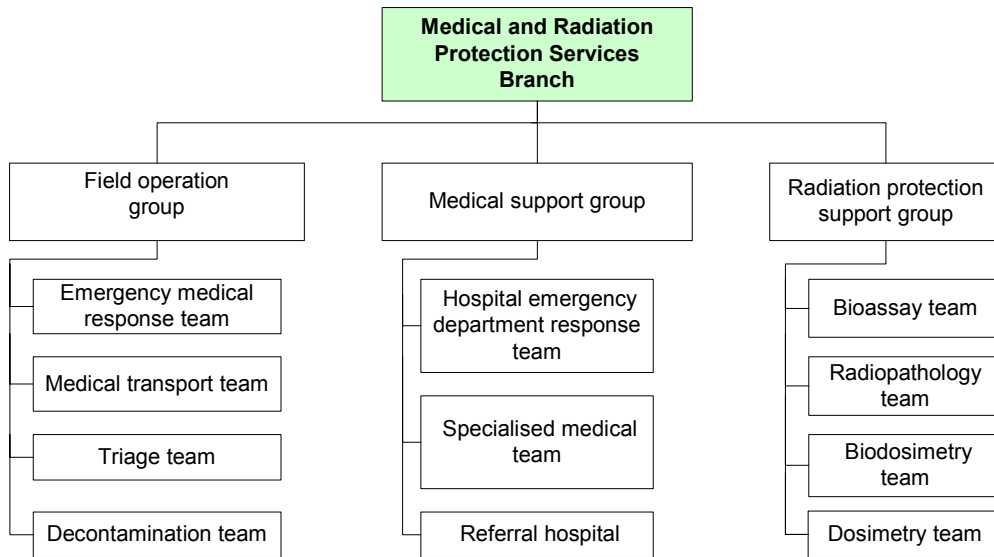 Medical and Radiation
Protection Services
Branch
Field operation
group
Medical support group
Radiation protection
support group
Emergency medical
response team
Medical transport team
Triage team
Decontamination team
Hospital emergency
department response
team
Specialised medical
team
Referral hospital
Bioassay team
Radiopathology
team
Biodosimetry
team
Dosimetry team